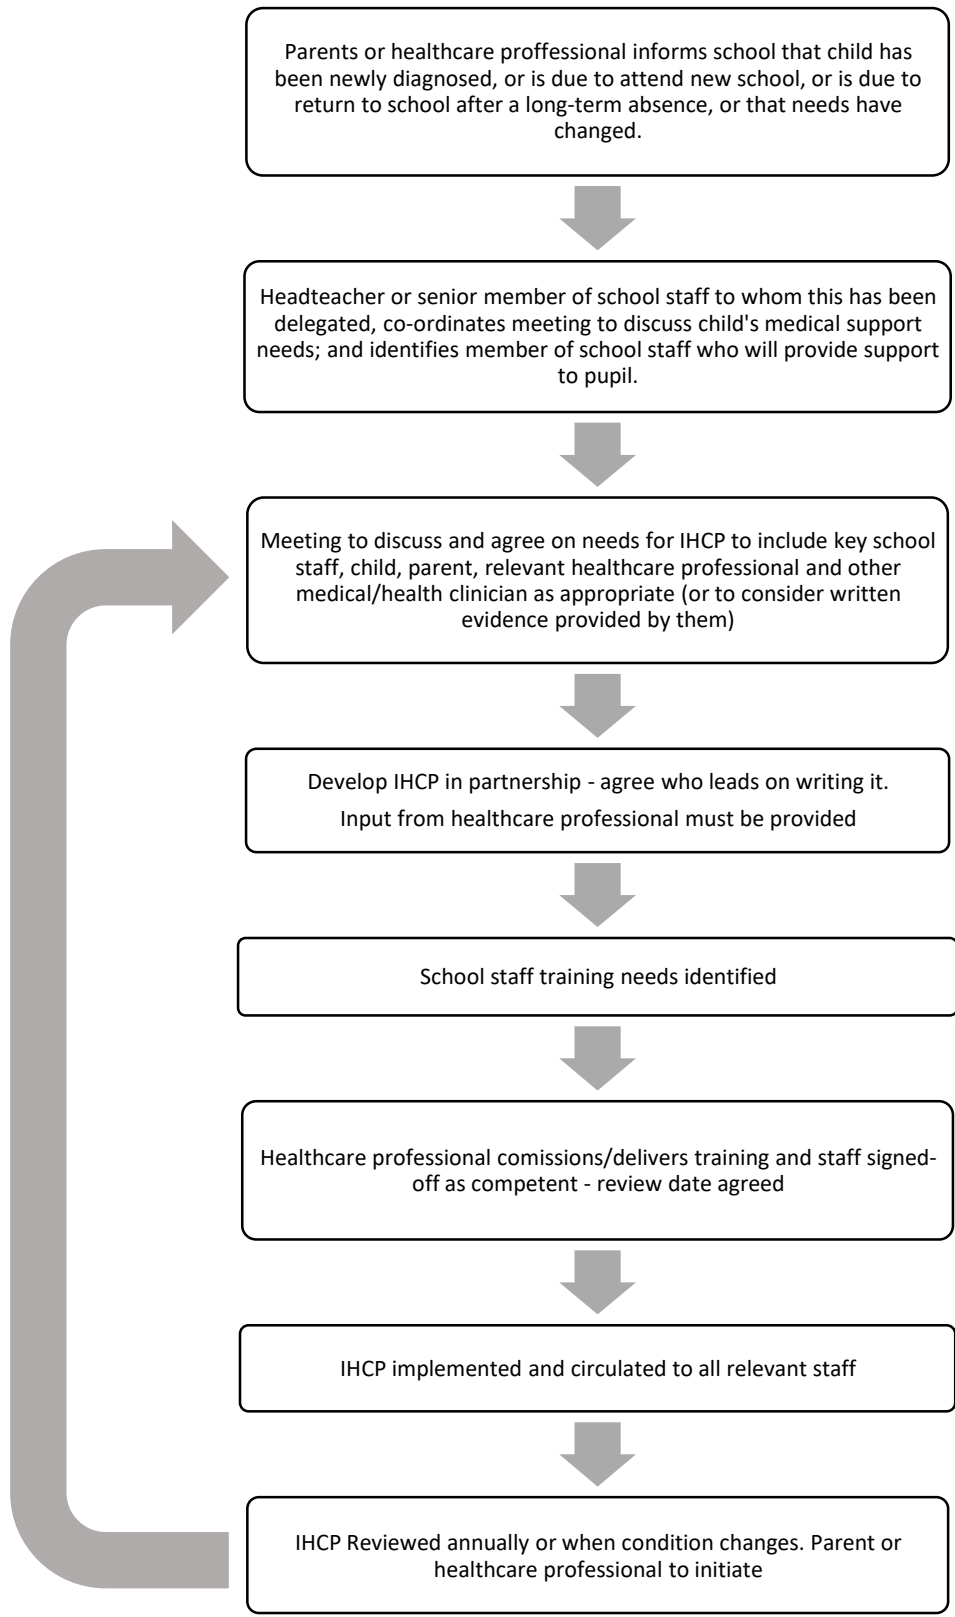 Parents or healthcare proffessional informs school that child has
been newly diagnosed, or is due to attend new school, or is due to
return to school after a long-term absence, or that needs have
changed.
Headteacher or senior member of school staff to whom this has been
delegated, co-ordinates meeting to discuss child's medical support
needs; and identifies member of school staff who will provide support
to pupil.
Meeting to discuss and agree on needs for IHCP to include key school
staff, child, parent, relevant healthcare professional and other
medical/health clinician as appropriate (or to consider written
evidence provided by them)
Develop IHCP in partnership - agree who leads on writing it.
Input from healthcare professional must be provided
School staff training needs identified
Healthcare professional comissions/delivers training and staff signed-
off as competent - review date agreed
IHCP implemented and circulated to all relevant staff
IHCP Reviewed annually or when condition changes. Parent or
healthcare professional to initiate